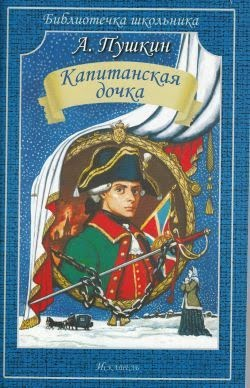 Библиотечка школьника
А. Пушкин
Капитанская
дочка
Искатель